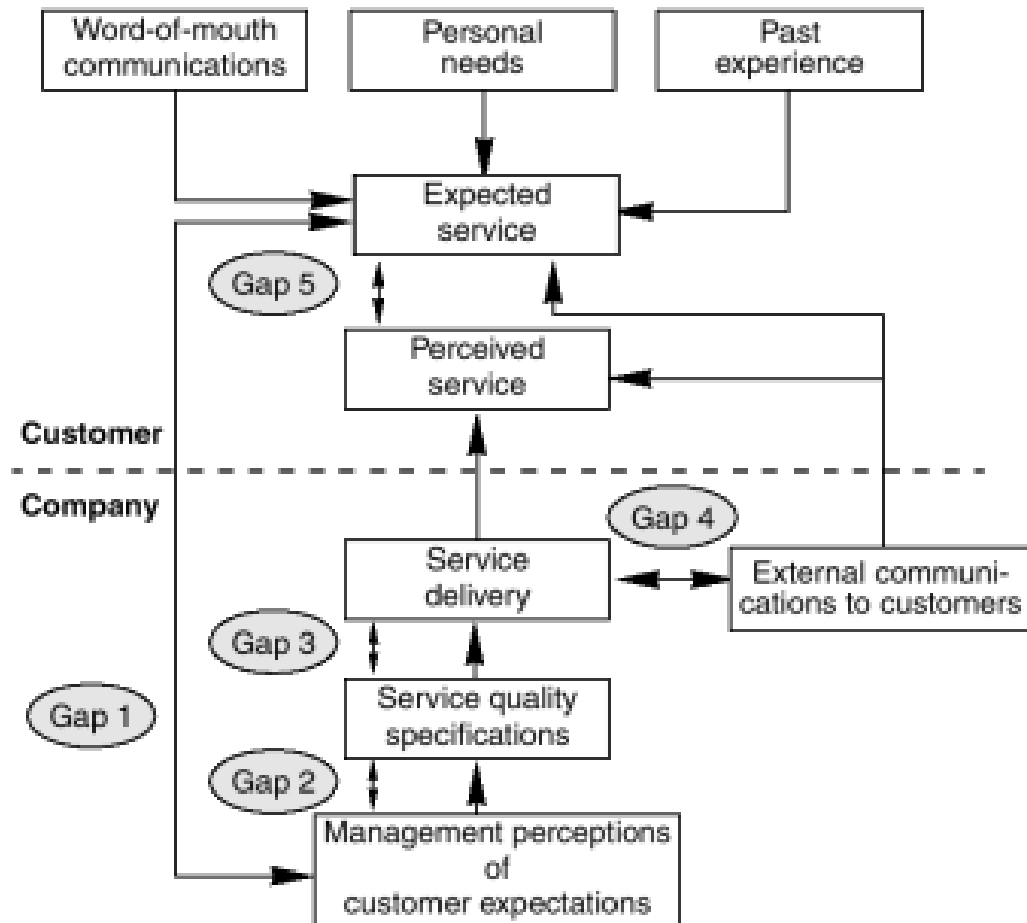 Word-of-mouth
communications
Personal
needs
Past
experience
Expected
service
Gap 5
Perceived
service
Customer
Company
Gap 4
Service
delivery
External communi-
cations to customers
Gap 3
Service quality
specifications
Gap 1
Gap 2
Management perceptions
of
customer expectations